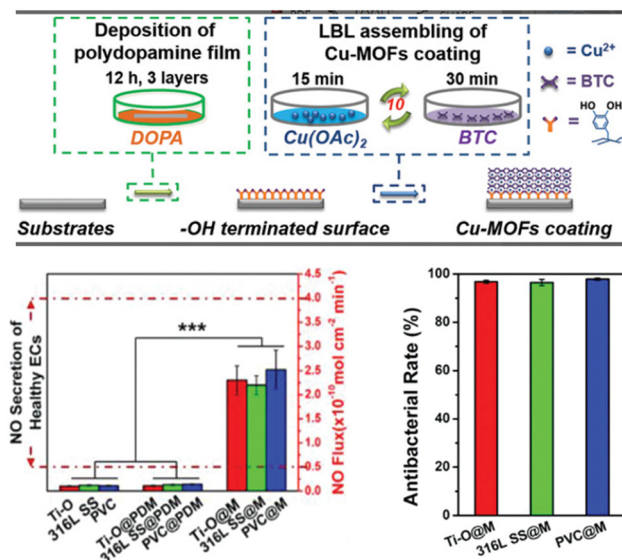 Deposition of
polydopamine film
12 h, 3 layers
DOPA
LBL assembling of
Cu-MOFs coating
15 min
10
30 min
Cu(OAc)2
BTC
= Cu2+
= BTC
HO
OH
=
Substrates
-OH terminated surface
Cu-MOFs coating
NO Secretion of
Healthy ECs
***
4.5
4.0
3.5
3.0
2.5
2.0
1.5
1.0
0.5
0.0
NO Flux(x10-10 mol cm-2 min-1)
Ti-O
316L SS
PVC
Ti-O@PDM
316L SS@PDM
PVC@PDM
Ti-O@M
316L SS@M
PVC@M
Antibacterial Rate (%)
100
80
60
40
20
0
Ti-O@M
316L SS@M
PVC@M